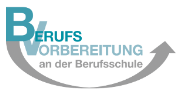 BERUFS
VORBEREITUNG
an der Berufsschule